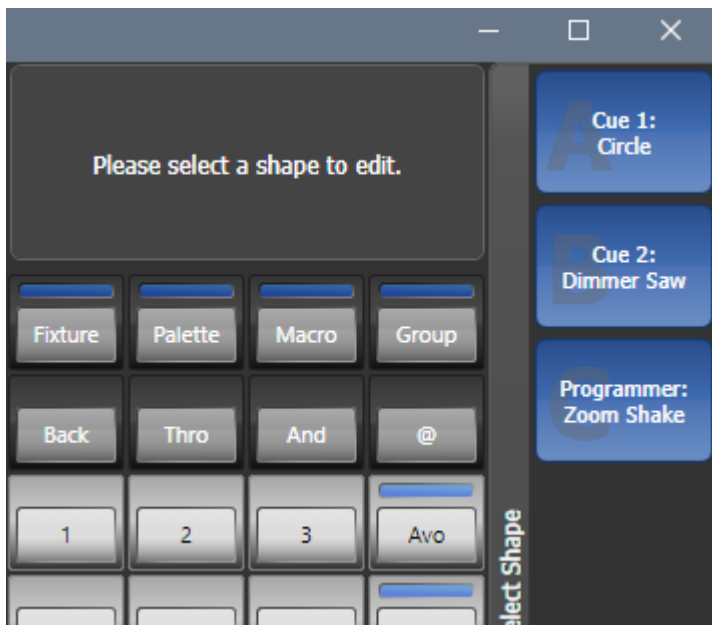 Please select a shape to edit.
A
Cue 1:
Circle
Cue 2:
Dimmer Saw
Programmer:
Zoom Shake
Fixture
Palette
Macro
Group
Back
Thro
And
@
1
2
3
Avo
Shape